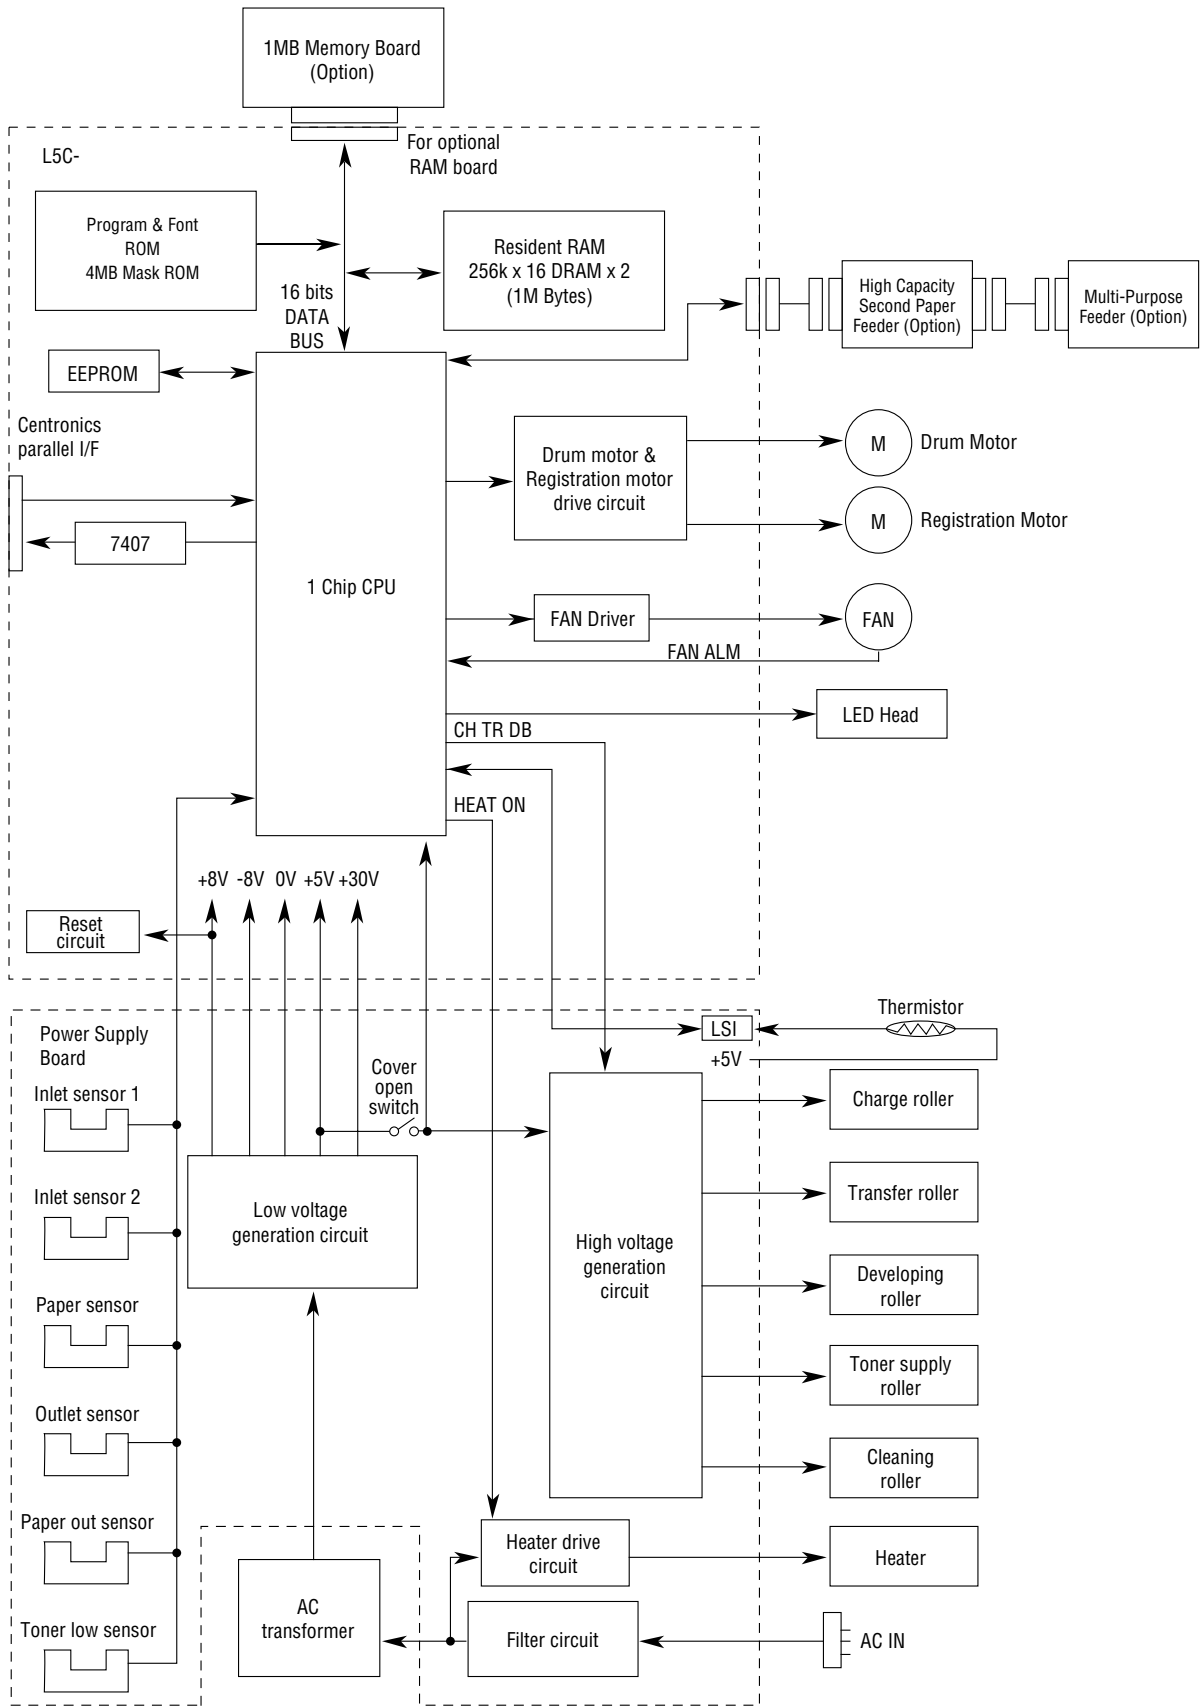 1MB Memory Board
(Option)
For optional
RAM board
L5C-
Program & Font
ROM
4MB Mask ROM
Resident RAM
256k x 16 DRAM x 2
(1M Bytes)
16 bits
DATA
BUS
High Capacity
Second Paper
Feeder (Option)
Multi-Purpose
Feeder (Option)
EEPROM
Centronics
parallel I/F
7407
1 Chip CPU
Drum motor &
Registration motor
drive circuit
M
Drum Motor
M
Registration Motor
FAN Driver
FAN
FAN ALM
LED Head
CH TR DB
HEAT ON
+8V
-8V
0V
+5V
+30V
Reset
circuit
Power Supply
Board
Thermistor
LSI
+5V
Cover
open
switch
Inlet sensor 1
Inlet sensor 2
Paper sensor
Outlet sensor
Paper out sensor
Toner low sensor
Low voltage
generation circuit
High voltage
generation
circuit
Charge roller
Transfer roller
Developing
roller
Toner supply
roller
Cleaning
roller
Heater drive
circuit
Heater
AC
transformer
Filter circuit
AC IN